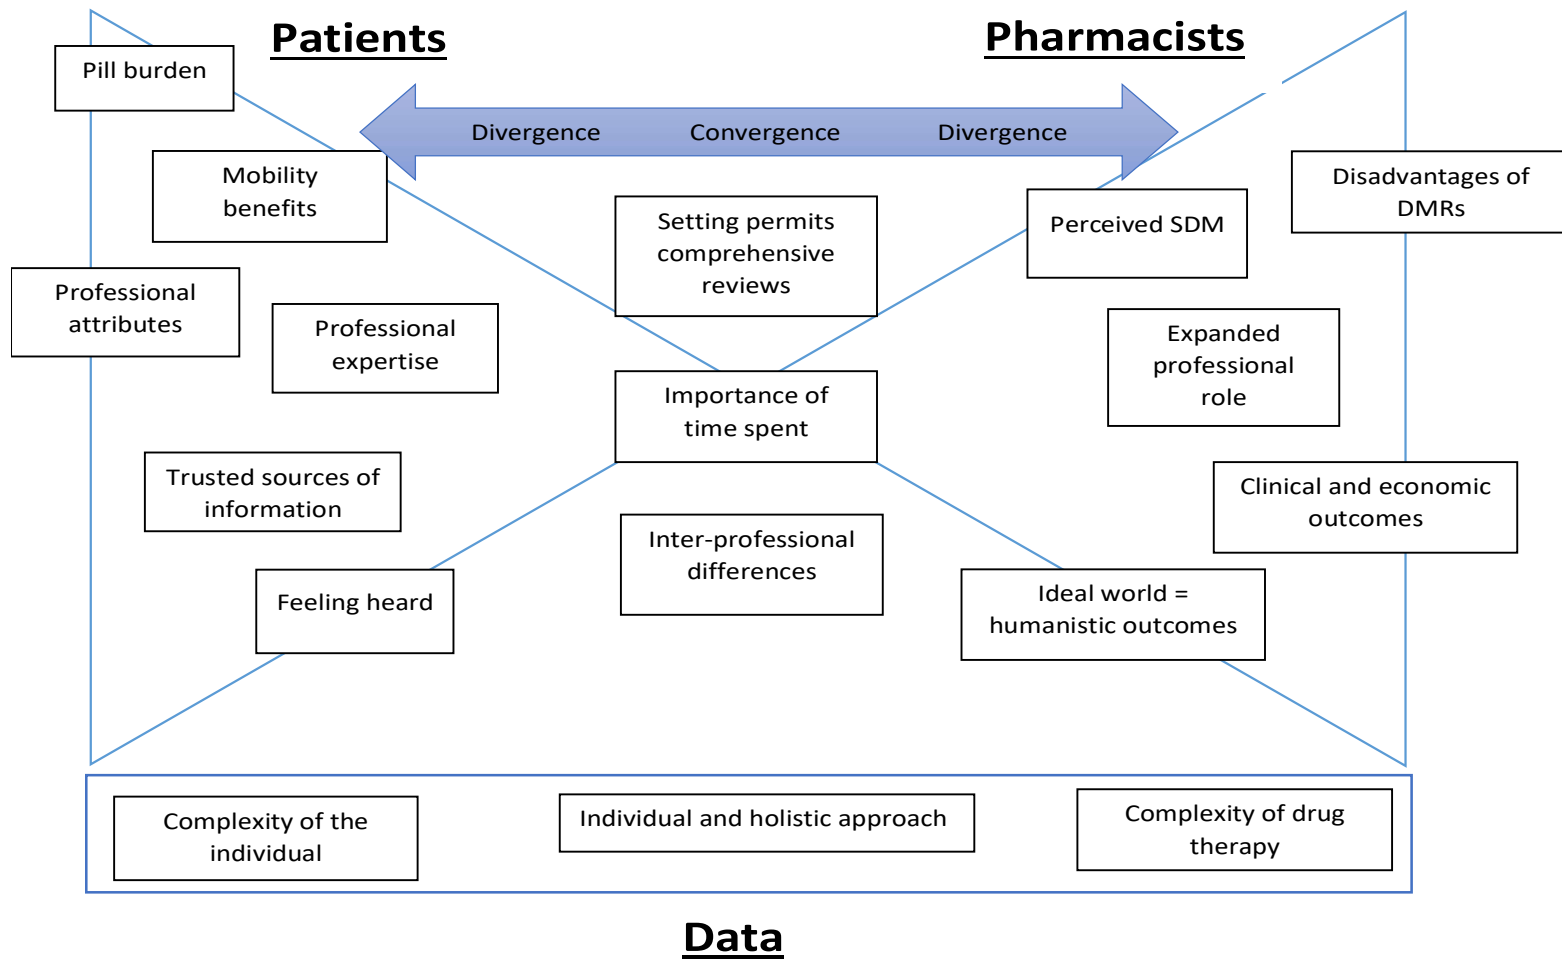 Patients
Pharmacists
Pill burden
Divergence Convergence Divergence
Mobility
benefits
Disadvantages of
DMRs
Setting permits
comprehensive
reviews
Perceived SDM
Professional
attributes
Professional
expertise
Expanded
professional
role
Importance of
time spent
Trusted sources of
information
Clinical and economic
outcomes
Inter-professional
differences
Feeling heard
Ideal world =
humanistic outcomes
Complexity of the
individual
Individual and holistic approach
Complexity of drug
therapy
Data